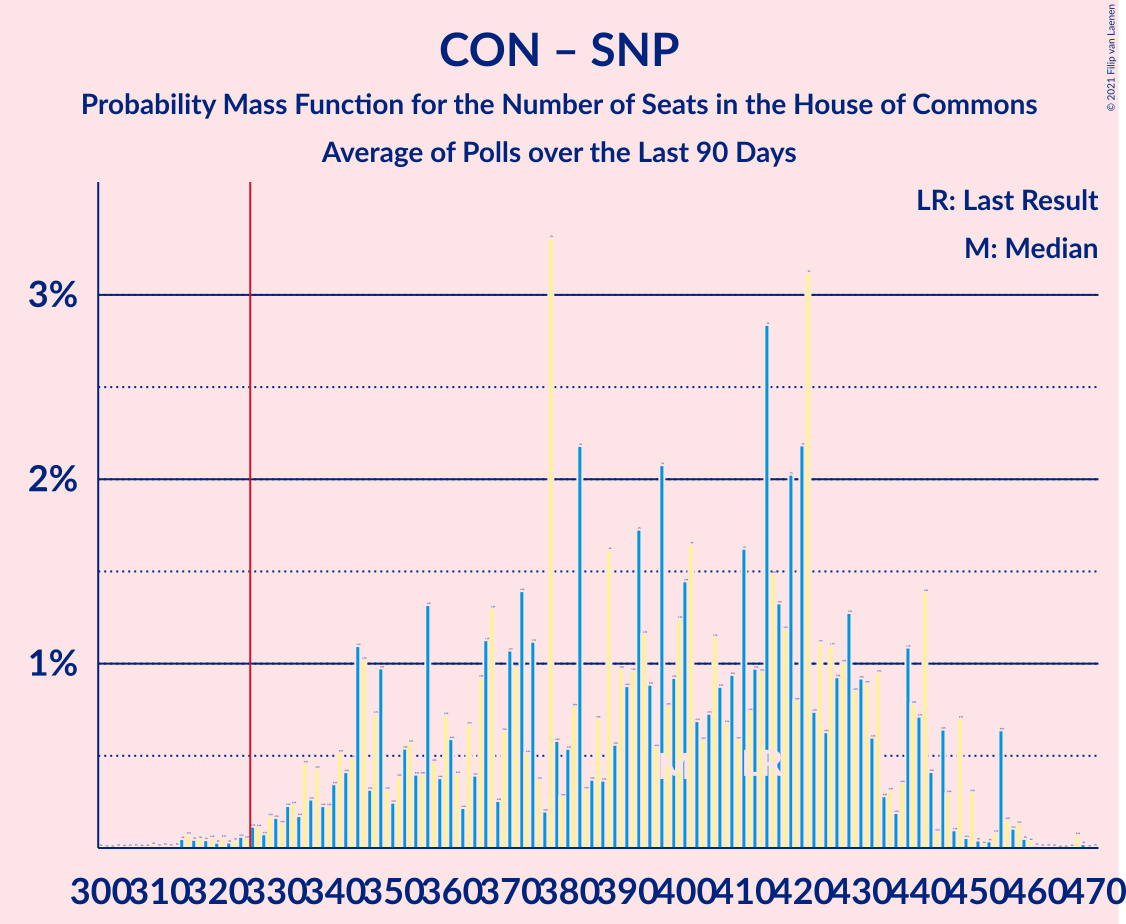 CON – SNP
Probability Mass Function for the Number of Seats in the House of Commons
Average of Polls over the Last 90 Days
© 2021 Filip van Laenen
LR: Last Result
M: Median
3%
2%
1%
M LR
300 310 320 330 340 350 360 370 380 390 400 410 420 430 440 450 460 470